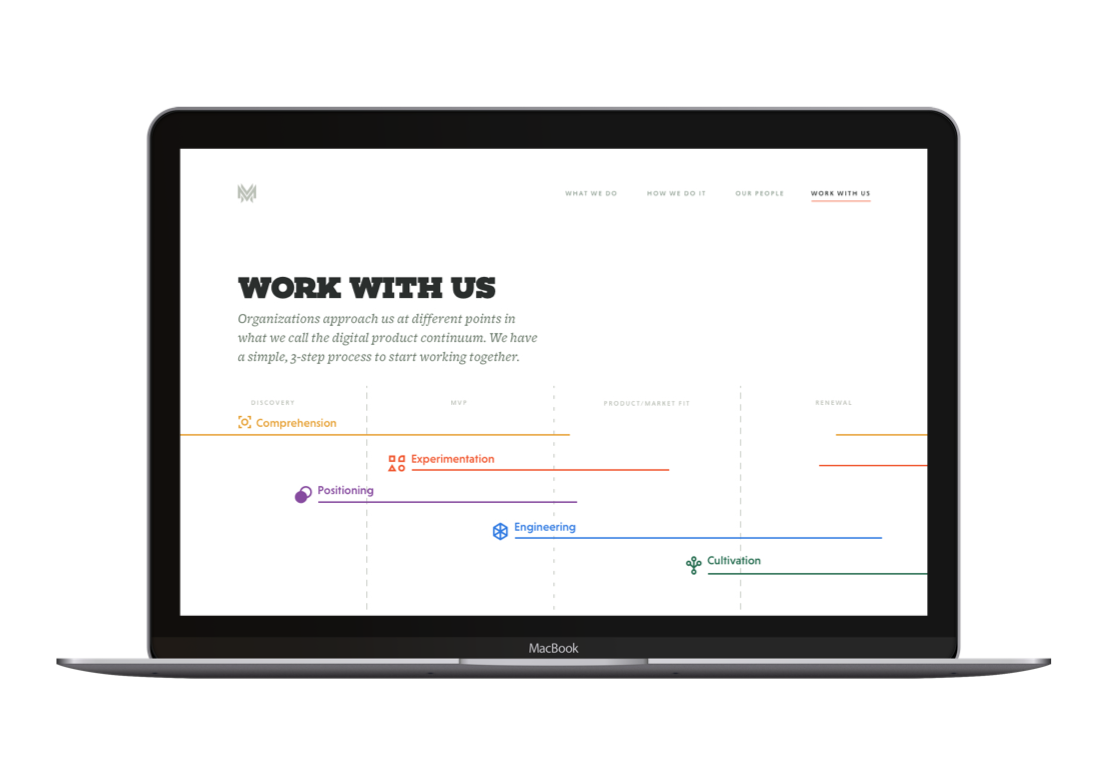 WHAT WE DO HOW WE DO IT OUR PEOPLE WORK WITH US
WORK WITH US
Organizations approach us at different points in
what we call the digital product continuum. We have
a simple, 3-step process to start working together.
DISCOVERY MVP PRODUCT/MARKET FIT RENEWAL
Comprehension
Experimentation
Positioning
Engineering
Cultivation
MacBook